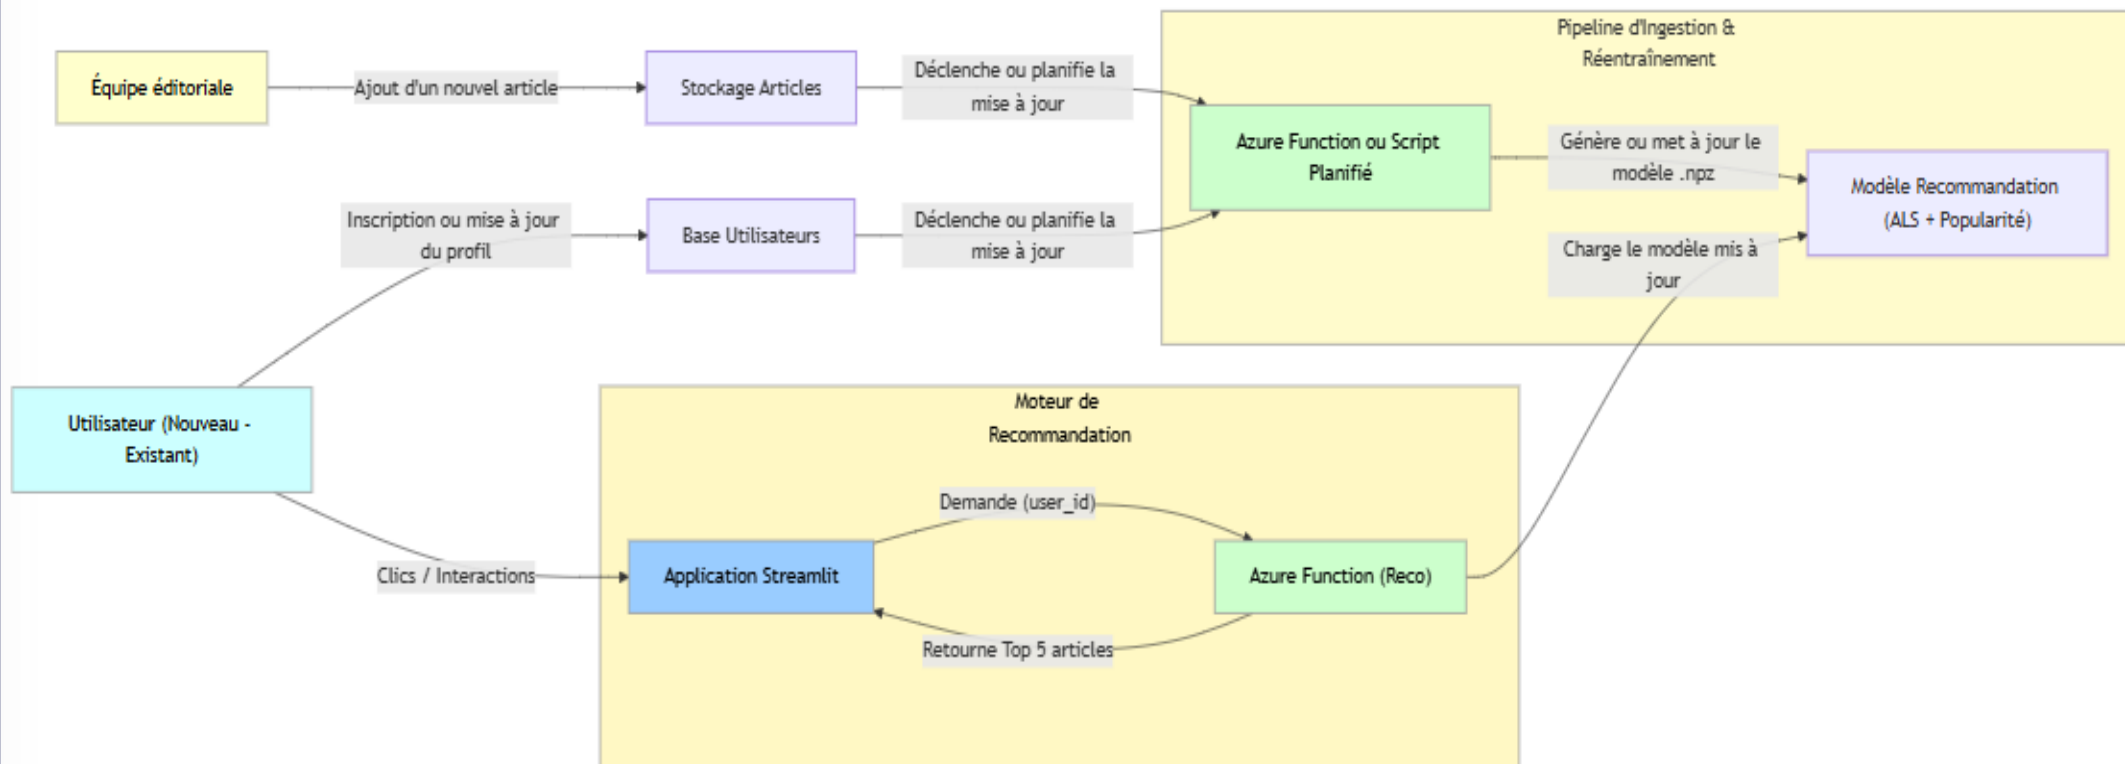 Pipeline d'Ingestion &
Réentraînement
Équipe éditoriale
Ajout d'un nouvel article
Stockage Articles
Déclenche ou planifie la
mise à jour
Azure Function ou Script
Planifié
Génère ou met à jour le
modèle .npz
Modèle Recommandation
(ALS + Popularité)
Inscription ou mise à jour
du profil
Base Utilisateurs
Déclenche ou planifie la
mise à jour
Charge le modèle mis à
jour
Utilisateur (Nouveau -
Existant)
Moteur de
Recommandation
Demande (user_id)
Clics / Interactions
Application Streamlit
Azure Function (Reco)
Retourne Top 5 articles